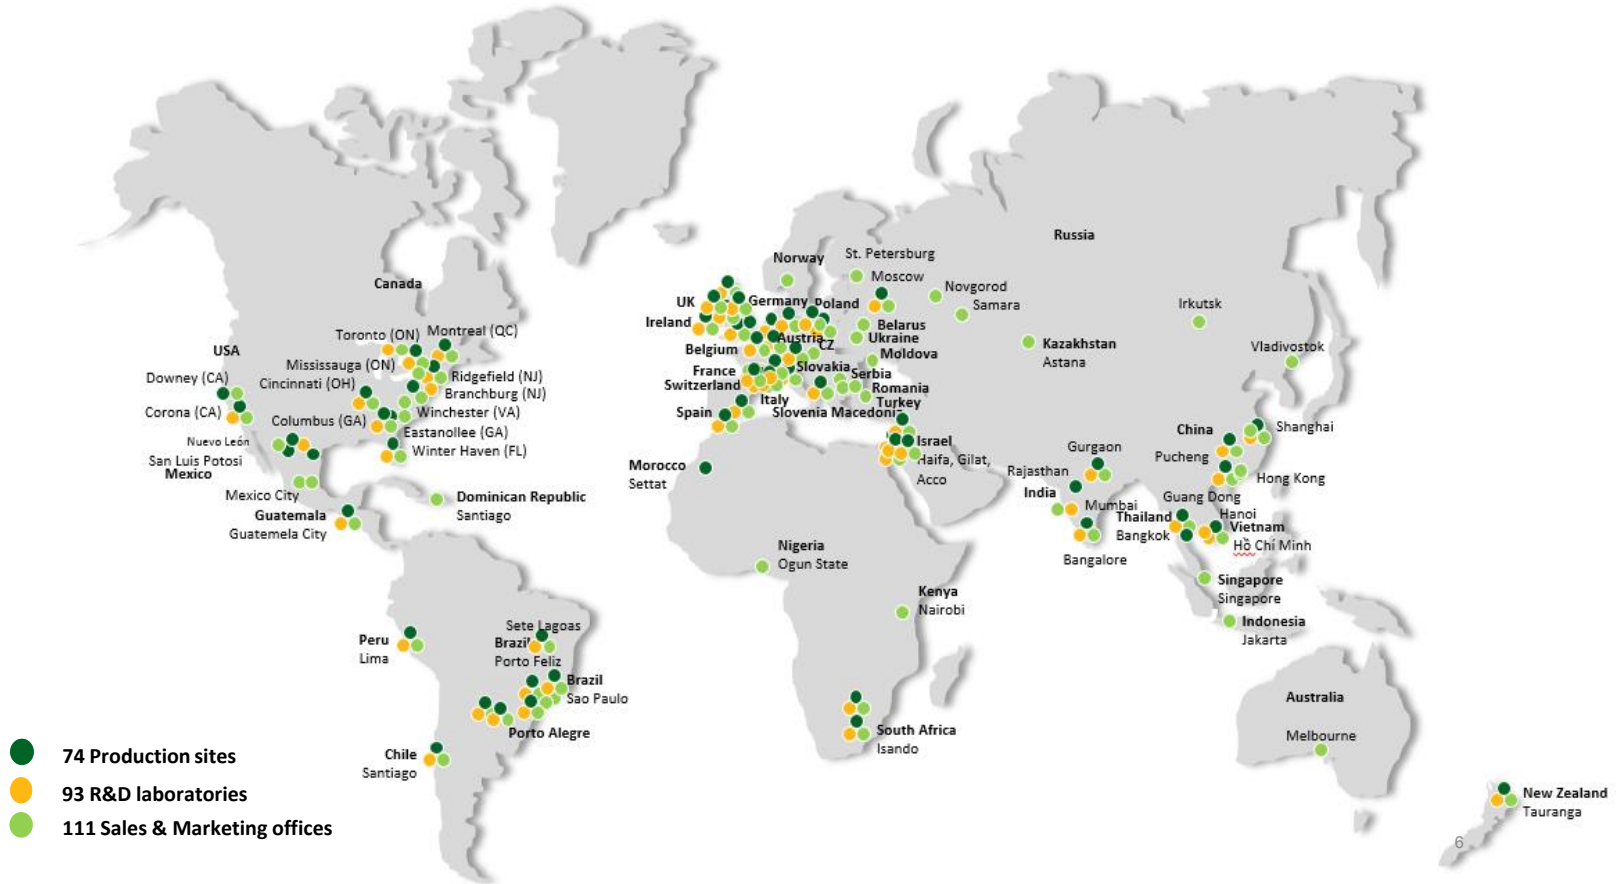 Russia
Norway
St. Petersburg
Moscow
Novgorod
Samara
Irkutsk
Vladivostok
Canada
UK
Germany
Poland
Ireland
Belarus
Ukraine
Austria
CZ
Moldova
Kazakhstan
Astana
Belgium
France
Slovakia
Serbia
Switzerland
Romania
Italy
Turkey
Spain
Slovenia Macedonia
Toronto (ON)
Montreal (QC)
USA
Mississauga (ON)
Ridgefield (NJ)
Downey (CA)
Cincinnati (OH)
Branchburg (NJ)
Corona (CA)
Winchester (VA)
Columbus (GA)
Eastanollee (GA)
Nuevo León
Winter Haven (FL)
San Luis Potosi
Mexico
Mexico City
Dominican Republic
Santiago
Guatemala
Guatemela City
Israel
Haifa, Gilat,
Acco
Morocco
Settat
Gurgaon
Rajasthan
India
Mumbai
Bangalore
China
Shanghai
Pucheng
Hong Kong
Guang Dong
Hanoi
Thailand
Bangkok
Vietnam
Hồ Chí Minh
Singapore
Singapore
Indonesia
Jakarta
Nigeria
Ogun State
Kenya
Nairobi
Peru
Lima
Sete Lagoas
Brazil
Porto Feliz
Brazil
Sao Paulo
Porto Alegre
Chile
Santiago
South Africa
Isando
Australia
Melbourne
New Zealand
Tauranga
74 Production sites
93 R&D laboratories
111 Sales & Marketing offices
6